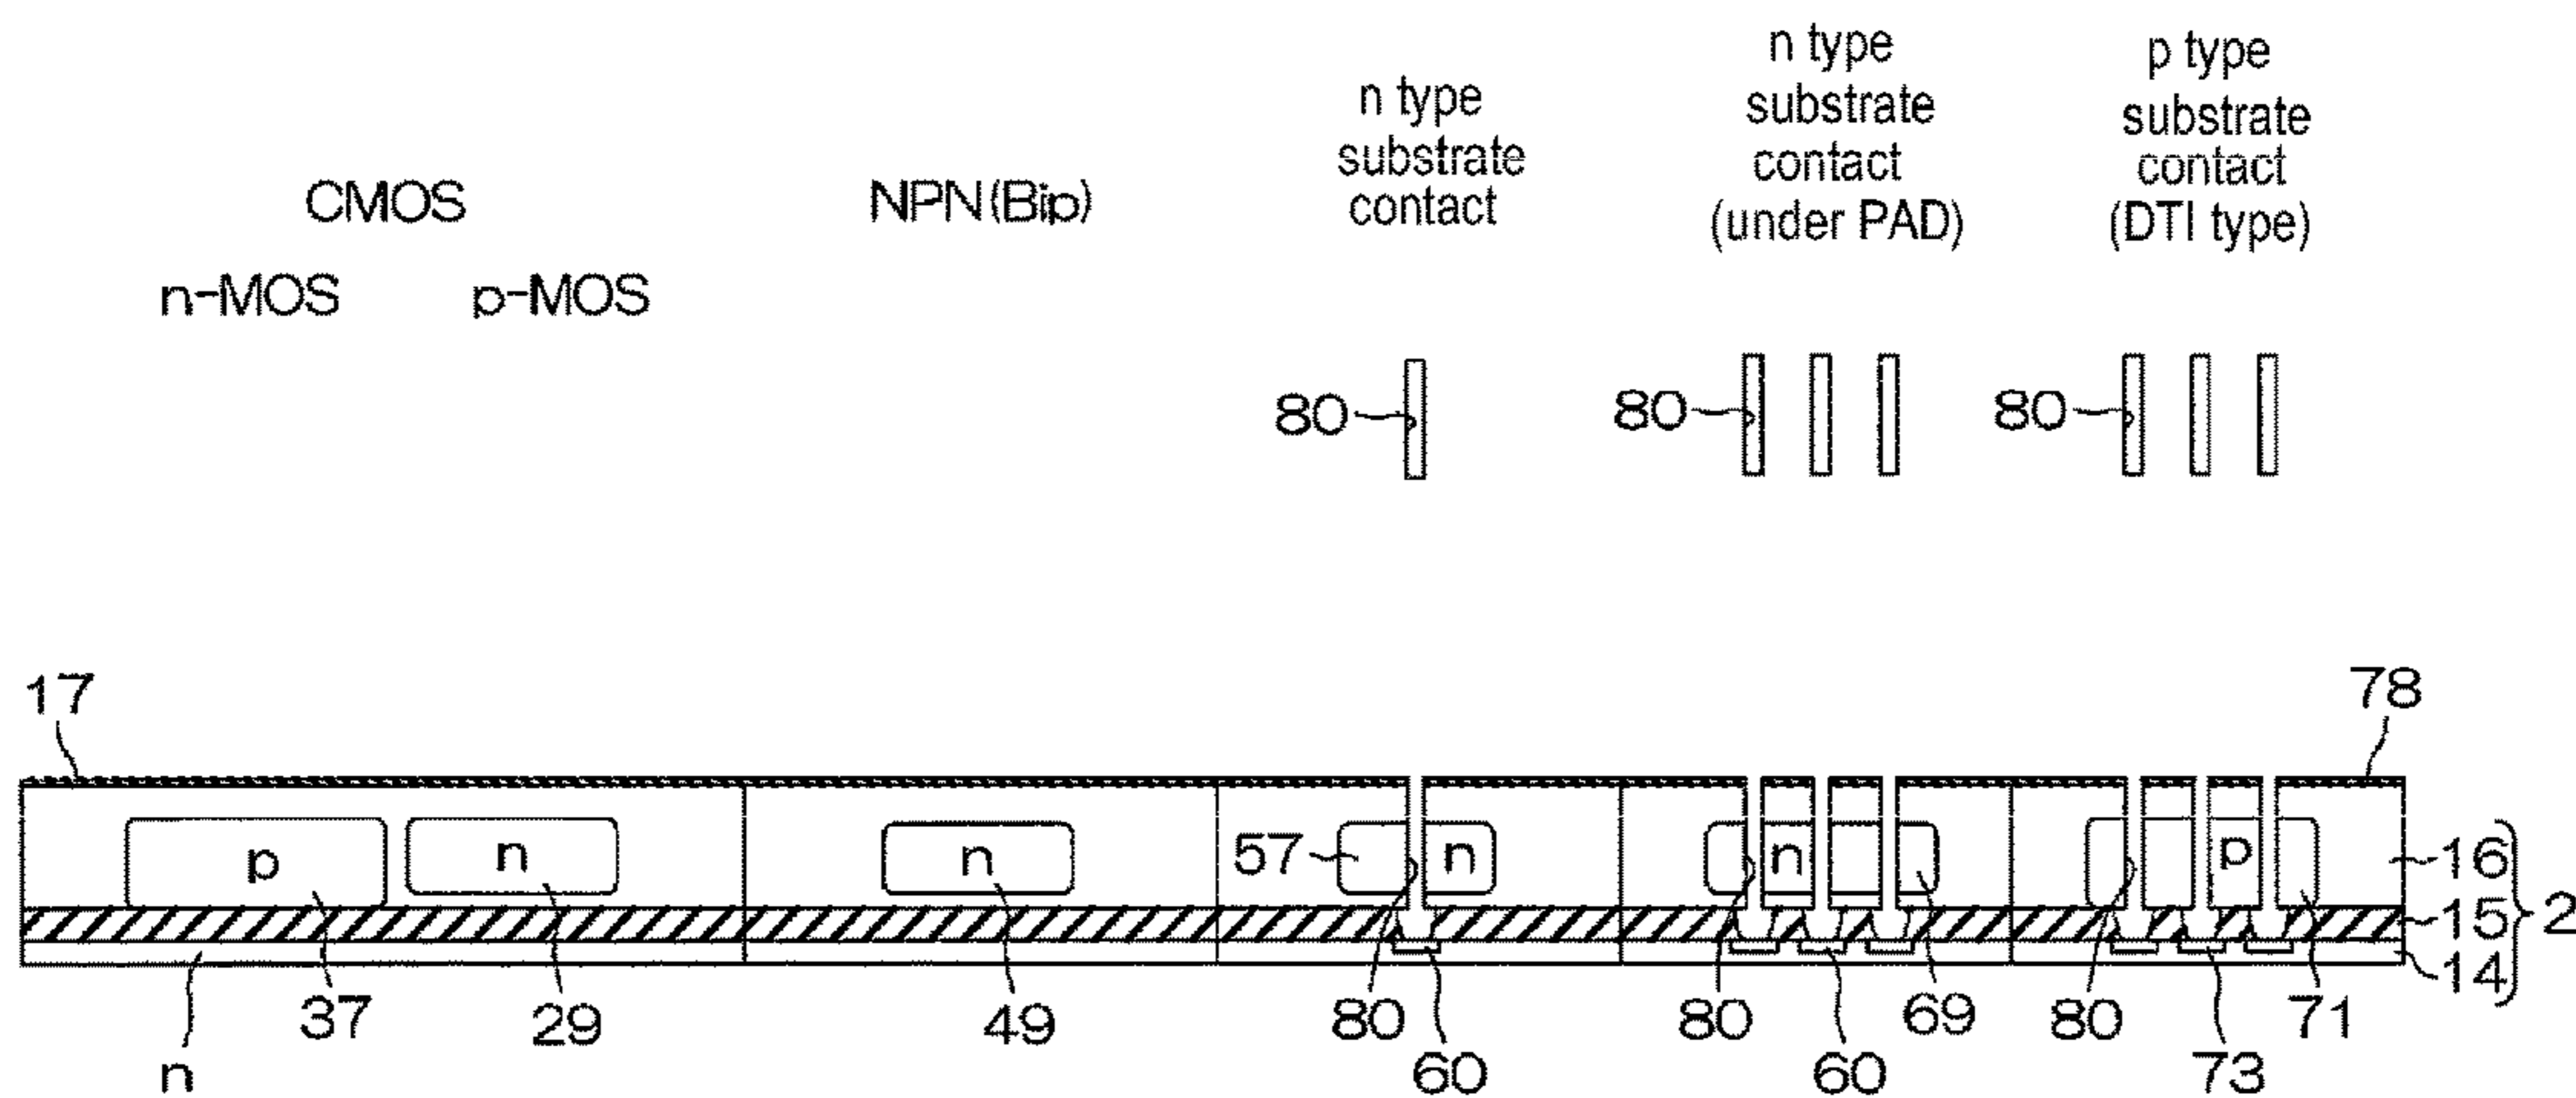 CMOS
n-MOS
p-MOS
NPN(Bip)
n type
substrate
contact
n type
substrate
contact
(under PAD)
p type
substrate
contact
(DTI type)
80
80
80
17
78
p
n
n
57
n
n
p
16
15
14
2
37
29
49
80
60
80
60
69
80
73
71
n